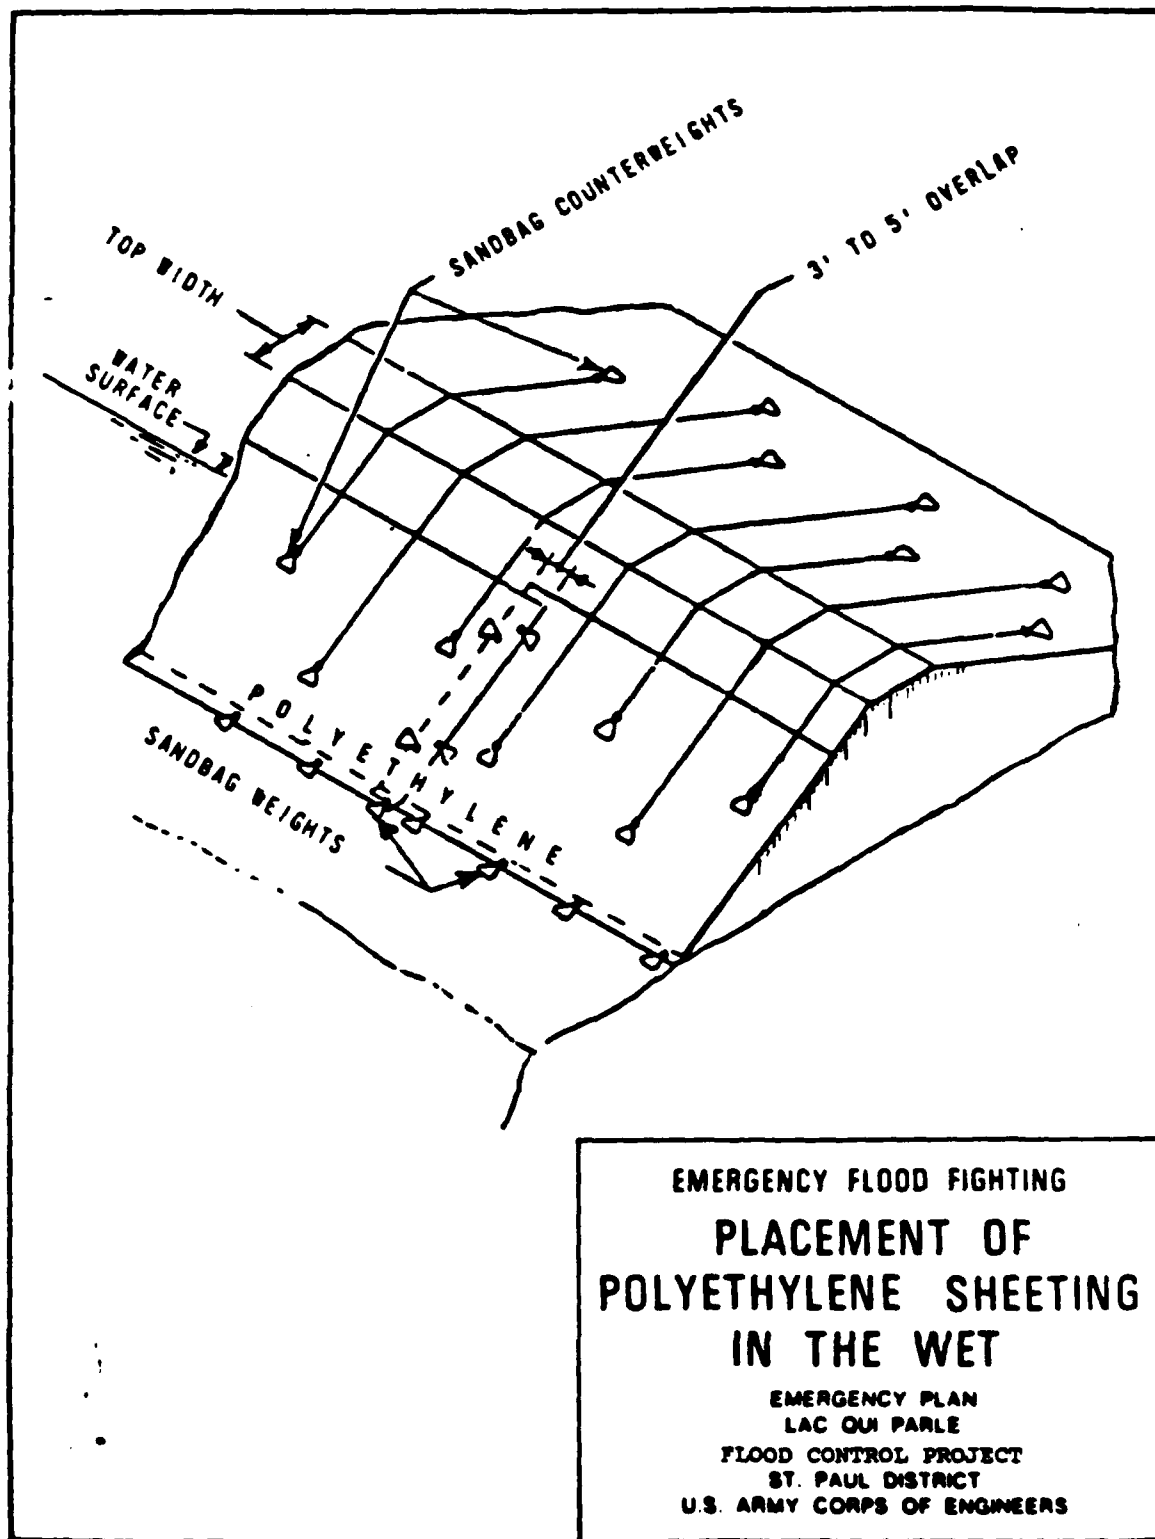 SANDBAG COUNTERWEIGHTS
3' TO 5' OVERLAP
TOP WIDTH
WATER
SURFACE
POLYETHYLENE
SANDBAG WEIGHTS
EMERGENCY FLOOD FIGHTING
PLACEMENT OF
POLYETHYLENE SHEETING
IN THE WET
EMERGENCY PLAN
LAC QUI PARLE
FLOOD CONTROL PROJECT
ST. PAUL DISTRICT
U.S. ARMY CORPS OF ENGINEERS